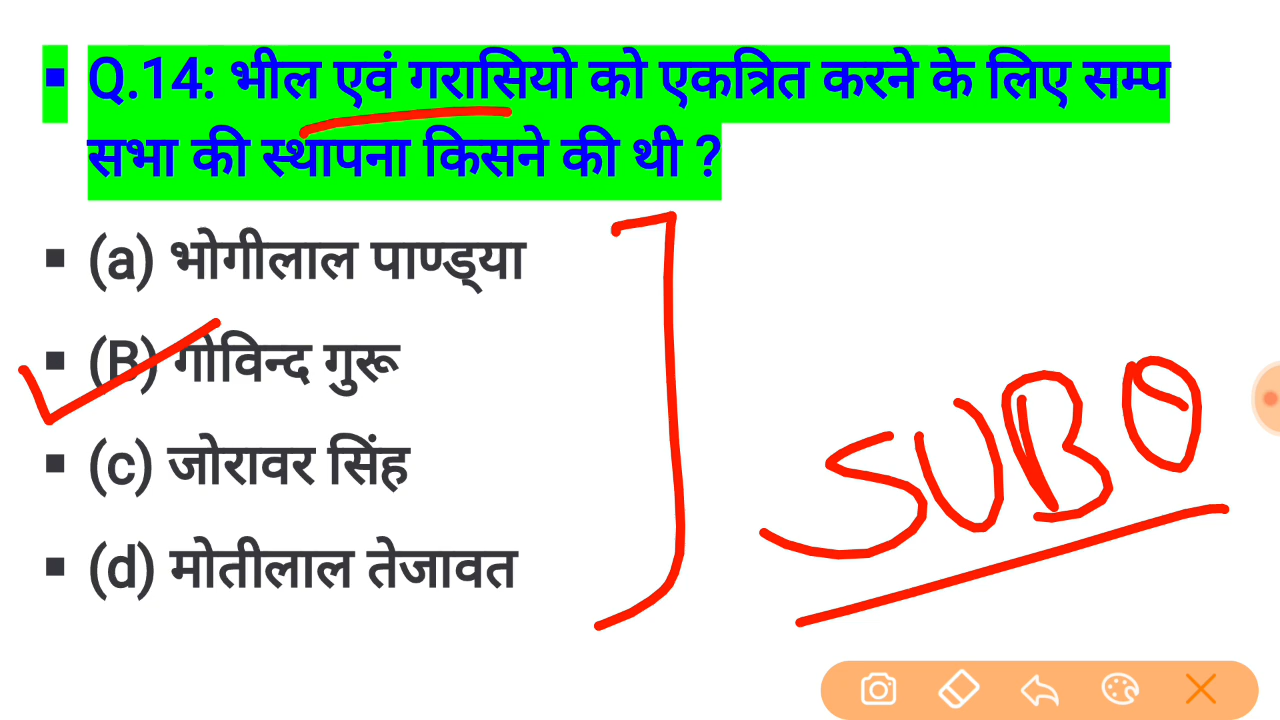 Q.14: भील एवं गरासियो को एकत्रित करने के लिए सम्प
सभा की स्थापना किसने की थी ?
(a) भोगीलाल पाण्ड्या
(B) गोविन्द गुरू
(c) जोरावर सिंह
(d) मोतीलाल तेजावत
SUBO